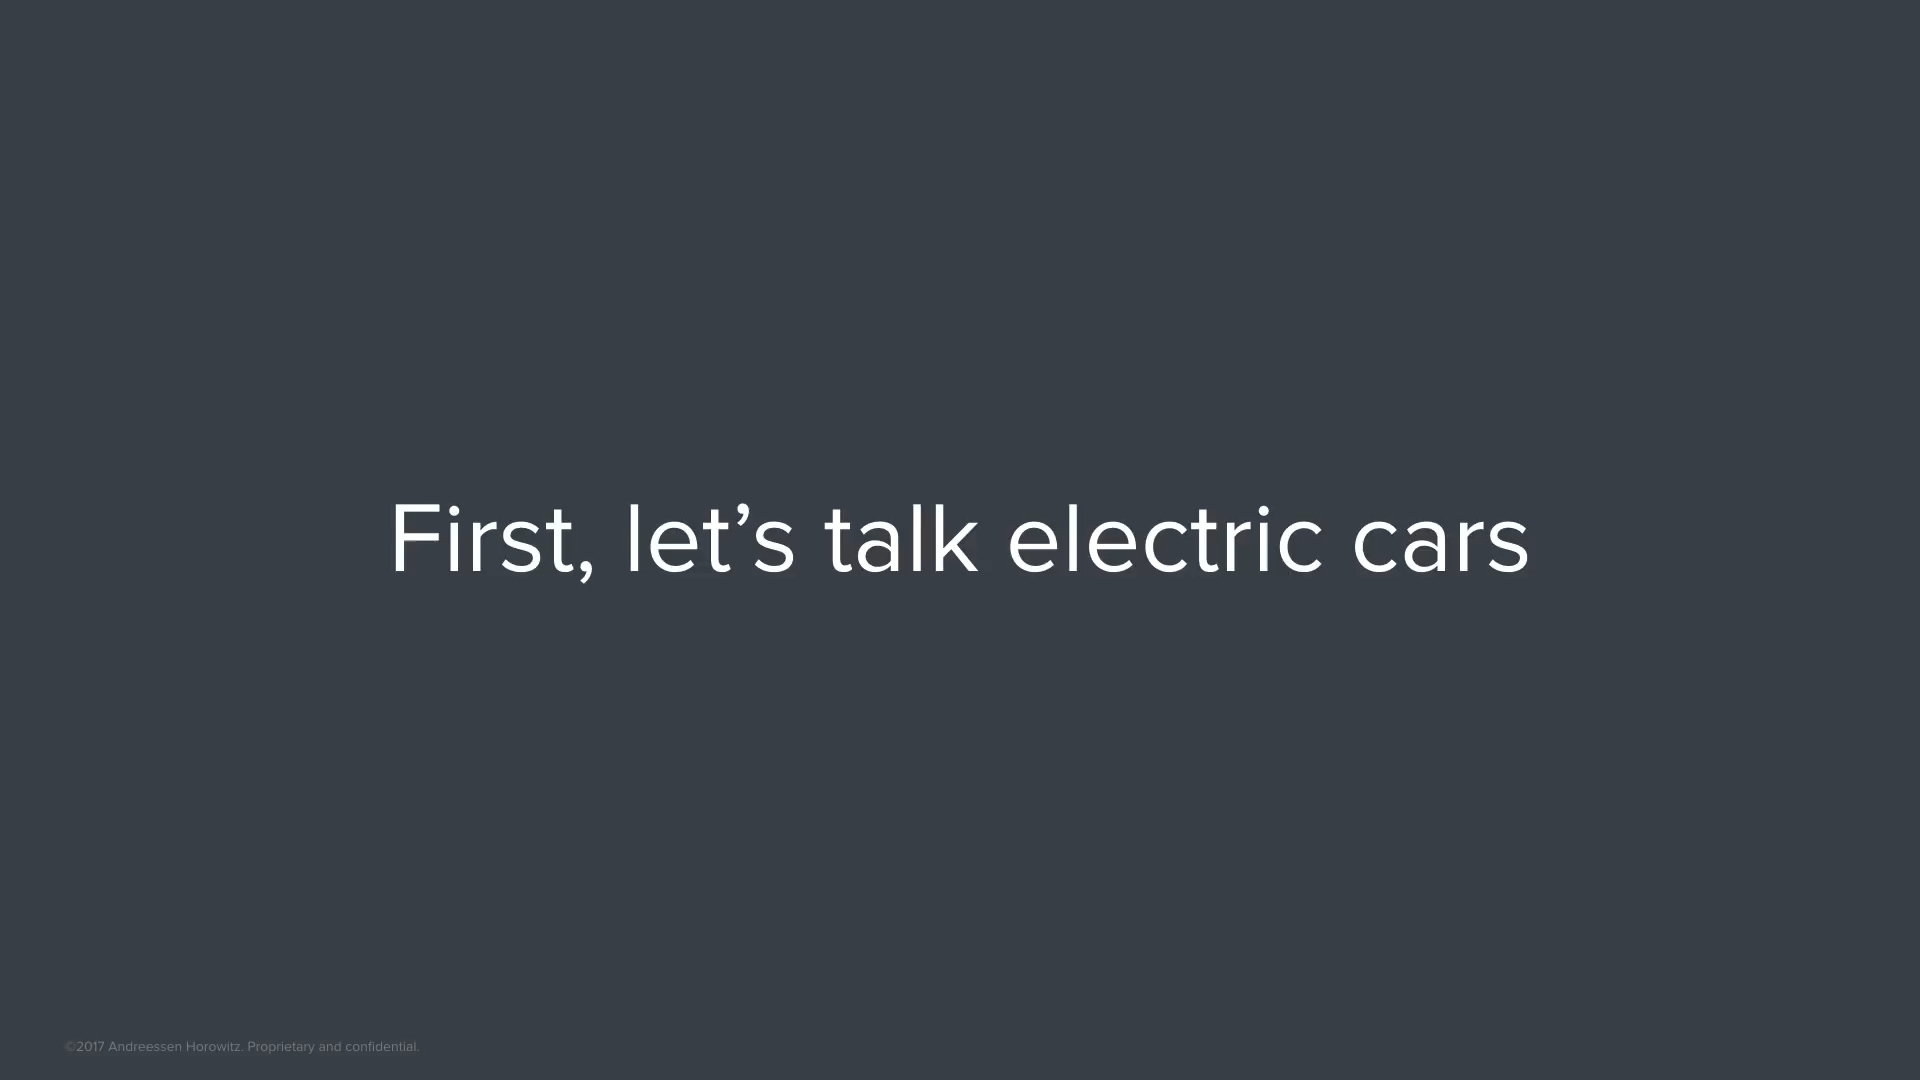 First, let’s talk electric cars
©2017 Andreessen Horowitz. Proprietary and confidential.